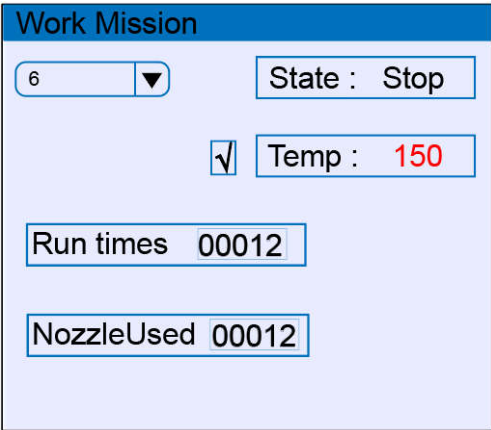 Work Mission
6 ▼ State : Stop
√ Temp : 150
Run times 00012
NozzleUsed 00012